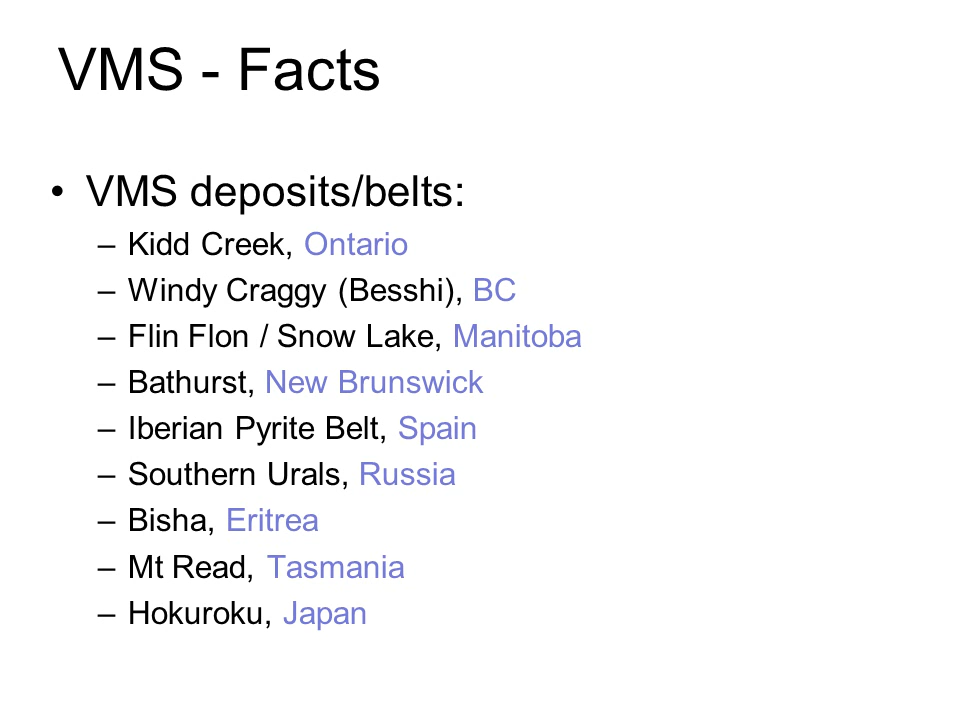 VMS - Facts
• VMS deposits/belts:
– Kidd Creek, Ontario
– Windy Craggy (Besshi), BC
– Flin Flon / Snow Lake, Manitoba
– Bathurst, New Brunswick
– Iberian Pyrite Belt, Spain
– Southern Urals, Russia
– Bisha, Eritrea
– Mt Read, Tasmania
– Hokuroku, Japan